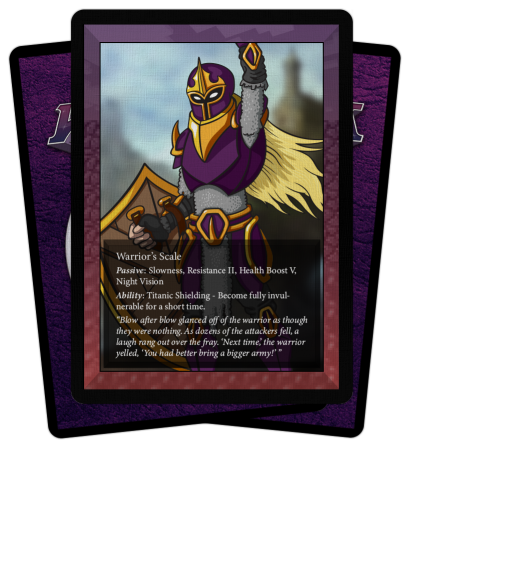 Warrior's Scale
Passive: Slowness, Resistance II, Health Boost V,
Night Vision
Ability: Titanic Shielding - Become fully invul-
nerable for a short time.
"Blow after blow glanced off of the warrior as though
they were nothing. As dozens of the attackers fell, a
laugh rang out over the fray. 'Next time,' the warrior
yelled, 'You had better bring a bigger army!' "